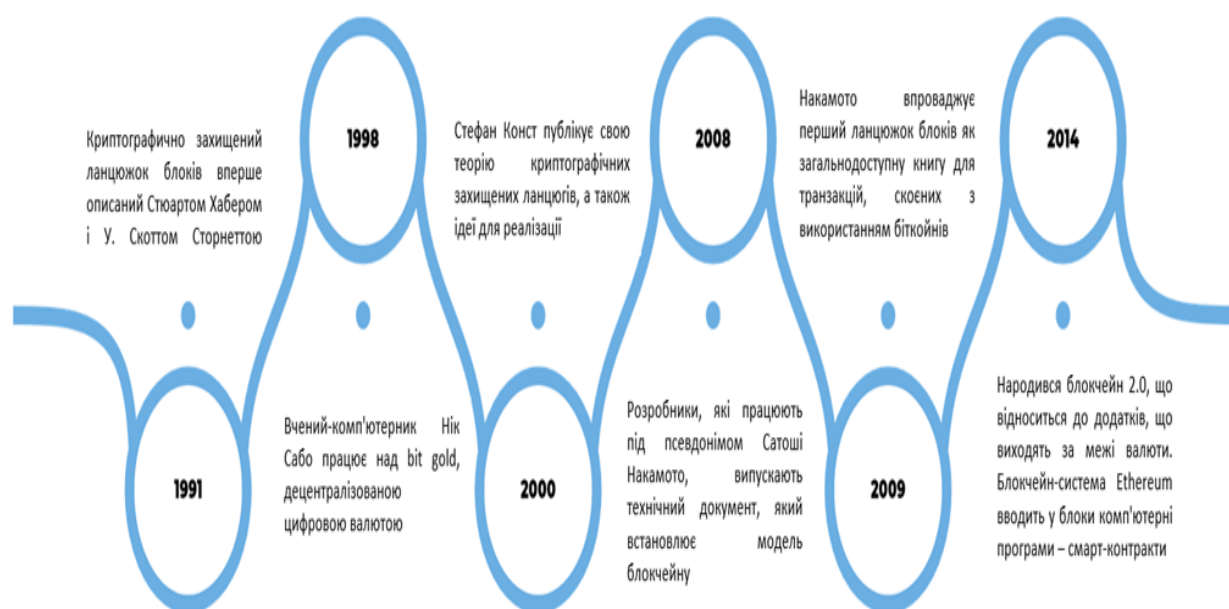 1991
Криптографично захищений
ланцюжок блоків вперше
описаний Стюартом Хабером
і У. Скоттом Сторнеттою
1998
Вчений-комп'ютерник Нік
Сабо працює над bit gold,
децентралізованою
цифровою валютою
2000
Стефан Конст публікує свою
теорію криптографічних
захищених ланцюгів, а також
ідеї для реалізації
2008
Розробники, які працюють
під псевдонімом Сатоші
Накамото, випускають
технічний документ, який
встановлює модель
блокчейну
2009
Накамото впроваджує
перший ланцюжок блоків як
загальнодоступну книгу для
транзакцій, скоєних з
використанням біткойнів
2014
Народився блокчейн 2.0, що
відноситься до додатків, що
виходять за межі валюти.
Блокчейн-система Ethereum
вводить у блоки комп'ютерні
програми – смарт-контракти